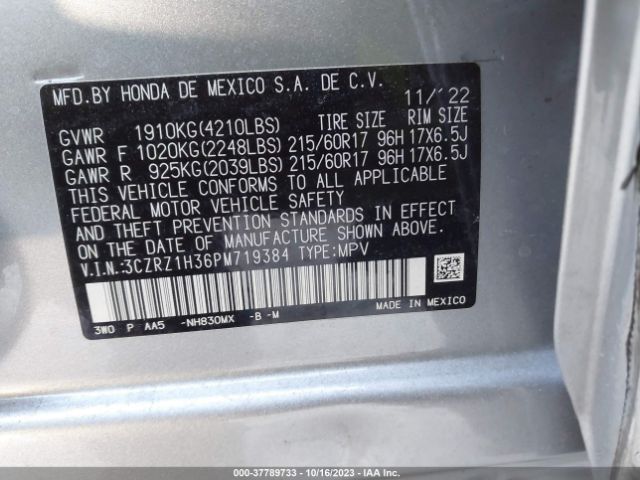 MFD.BY HONDA DE MEXICO S.A. DE C.V.
11/'22
TIRE SIZE RIM SIZE
GVWR 1910KG(4210LBS)
GAWR F 1020KG(2248LBS) 215/60R17 96H 17X6.5J
GAWR R 925KG(2039LBS) 215/60R17 96H 17X6.5J
THIS VEHICLE CONFORMS TO ALL APPLICABLE
FEDERAL MOTOR VEHICLE SAFETY
AND THEFT PREVENTION STANDARDS IN EFFECT
ON THE DATE OF MANUFACTURE SHOWN ABOVE.
V.I.N.:3CZRZ1H36PM719384 TYPE:MPV
MADE IN MEXICO
3W0 P AA5 -NH830MX -B -M
000-37789733 - 10/16/2023 - IAA Inc.